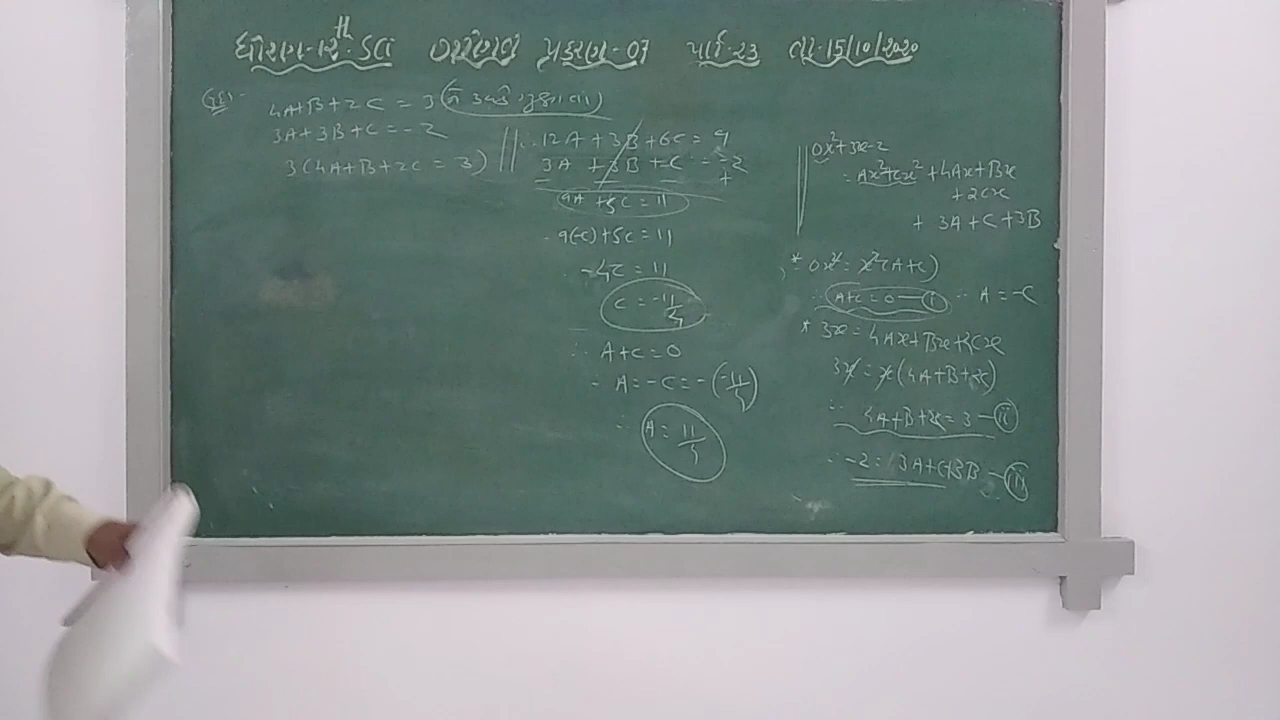 ધોરણ-12th. SCI ગણિત પ્રકરણ-07 પાર્ટ-23 તા-15/10/2020
4A+B+2C = 3 (ને 3 વડે ગુણતા)
3A+3B+C = -2
3(4A+B+2C = 3)
∴ 12A + 3B + 6C = 9
3A + 3B + C = -2
- - - +
9A + 5C = 11
9(-C)+5C = 11
-4C = 11
C = -11/4
∴ A+C = 0
∴ A = -C = -(-11/4)
∴ A = 11/4
0x²+3x-2
= Ax²+Cx² + 4Ax+Bx
+2Cx
+ 3A+C+3B
* 0x² = x²(A+C)
∴ A+C = 0 — (i) ∴ A = -C
* 3x = 4Ax+Bx+2Cx
3x = x(4A+B+2C)
∴ 4A+B+2C = 3 — (ii)
∴ -2 = 3A+C+3B — (iii)